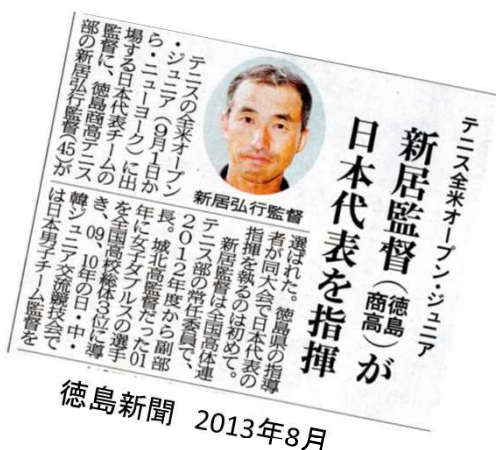 テニス全米オープン・ジュニア
新居監督(徳島商高)が
日本代表を指揮
新居弘行監督
テニスの全米オープン
・ジュニア(9月1日か
ら・ニューヨーク)に出
場する日本代表チームの
監督に、徳島商高テニス
部の新居弘行監督(45)が
選ばれた。徳島県の指導
者が同大会で日本代表の
指揮を執るのは初めて。
新居監督は全国高体連
テニス部の常任委員で、
2012年度から副部
長。城北高監督だった01
年に女子ダブルスの選手
を全国高校総体3位に導
き、09、10年の日・中・
韓ジュニア交流競技会で
は日本男子チーム監督を
徳島新聞 2013年8月